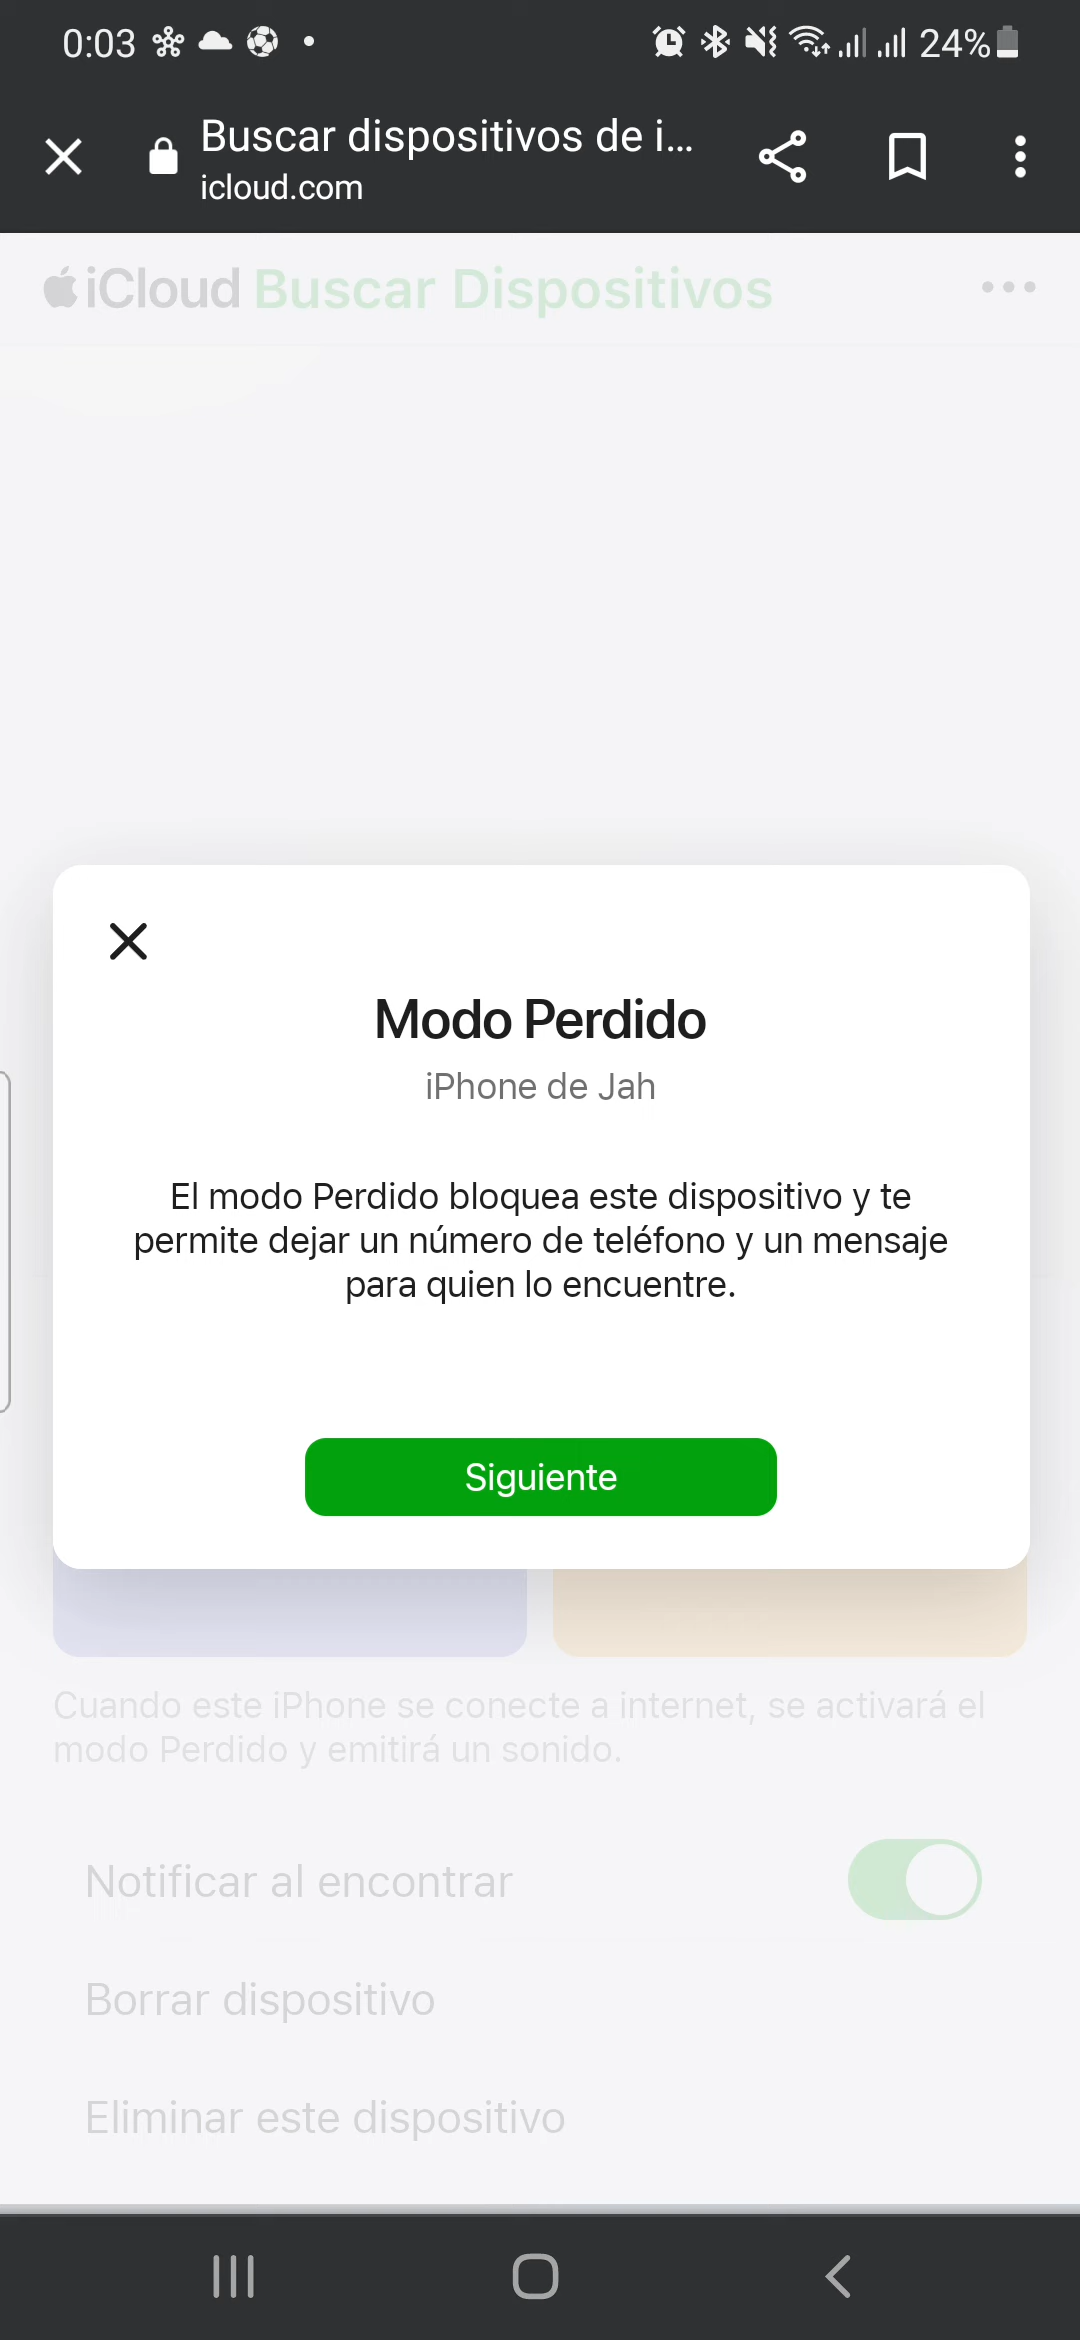 0:03
24%
Buscar dispositivos de i...
icloud.com
iCloud Buscar Dispositivos
Modo Perdido
iPhone de Jah
El modo Perdido bloquea este dispositivo y te
permite dejar un número de teléfono y un mensaje
para quien lo encuentre.
Siguiente
Cuando este iPhone se conecte a internet, se activará el
modo Perdido y emitirá un sonido.
Notificar al encontrar
Borrar dispositivo
Eliminar este dispositivo